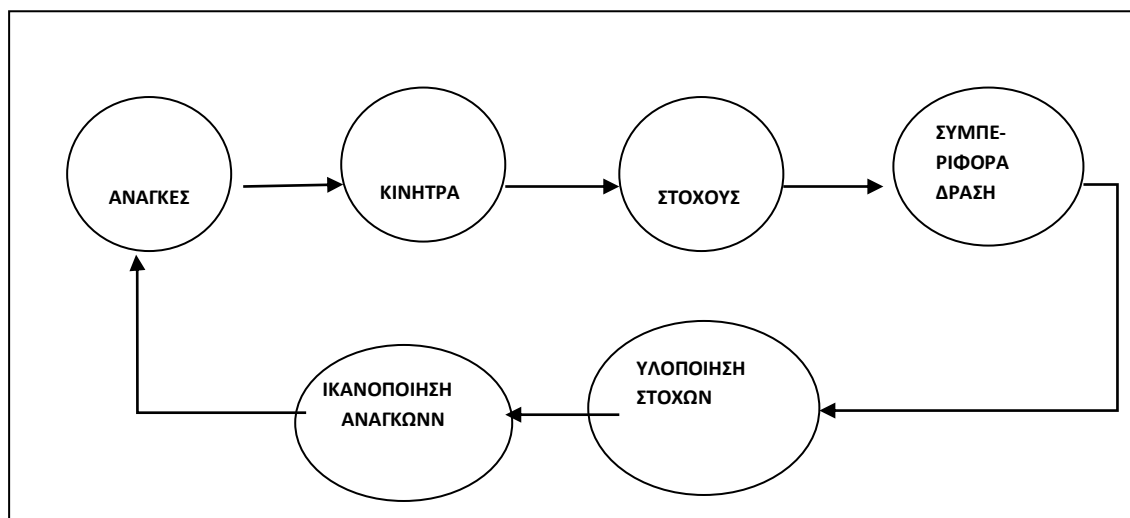 ΑΝΑΓΚΕΣ
ΚΙΝΗΤΡΑ
ΣΤΟΧΟΥΣ
ΣΥΜΠΕ-
ΡΙΦΟΡΑ
ΔΡΑΣΗ
ΥΛΟΠΟΙΗΣΗ
ΣΤΟΧΩΝ
ΙΚΑΝΟΠΟΙΗΣΗ
ΑΝΑΓΚΩΝΝ